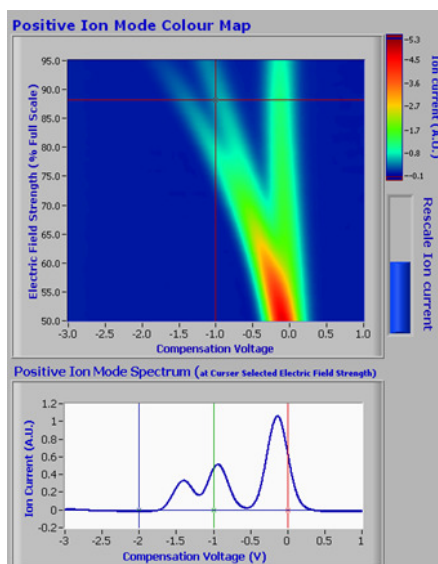 Positive Ion Mode Colour Map
Electric Field Strength (% Full Scale)
95.0
90.0
85.0
80.0
75.0
70.0
65.0
60.0
55.0
50.0
-3.0 -2.5 -2.0 -1.5 -1.0 -0.5 0.0 0.5 1.0
Compensation Voltage
-5.3
-4.7
-3.7
-2.7
-1.7
-0.8
-0.1
Ion current (A.U.)
Rescale Ion current
Positive Ion Mode Spectrum (at Curser Selected Electric Field Strength)
Ion Current (A.U.)
1.2
1
0.8
0.6
0.4
0.2
0
-0.2
-3 -2.5 -2 -1.5 -1 -0.5 0 0.5 1
Compensation Voltage (V)